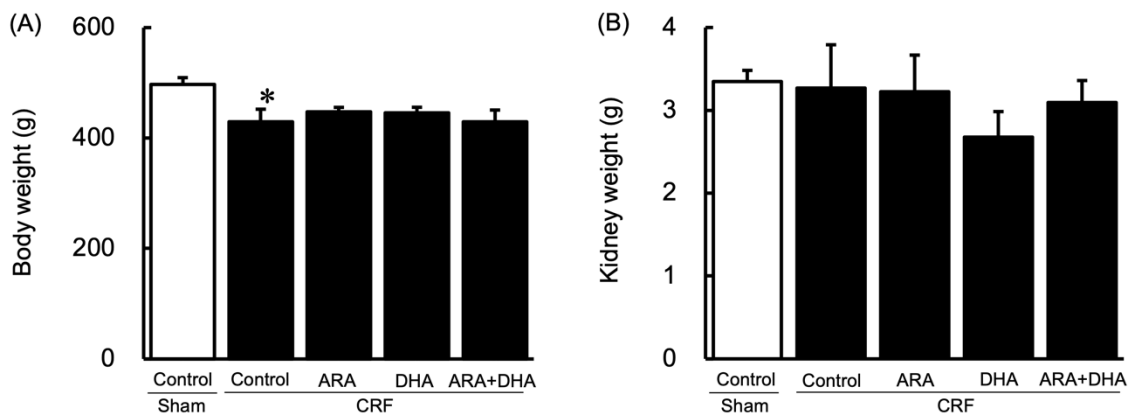 (A)
Body weight (g)
600
400
200
0
*
Control ARA DHA ARA+DHA
Control
Sham CRF
(B)
Kidney weight (g)
4
3
2
1
0
Control Control ARA DHA ARA+DHA
Sham CRF